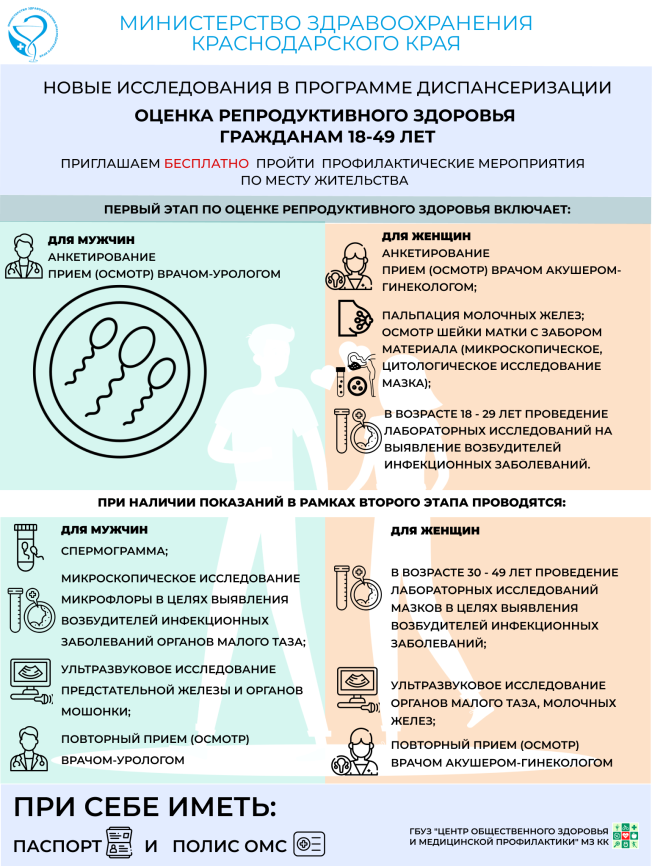 МИНИСТЕРСТВО ЗДРАВООХРАНЕНИЯ
КРАСНОДАРСКОГО КРАЯ
НОВЫЕ ИССЛЕДОВАНИЯ В ПРОГРАММЕ ДИСПАНСЕРИЗАЦИИ
ОЦЕНКА РЕПРОДУКТИВНОГО ЗДОРОВЬЯ
ГРАЖДАНАМ 18-49 ЛЕТ
ПРИГЛАШАЕМ БЕСПЛАТНО ПРОЙТИ ПРОФИЛАКТИЧЕСКИЕ МЕРОПРИЯТИЯ
ПО МЕСТУ ЖИТЕЛЬСТВА
ПЕРВЫЙ ЭТАП ПО ОЦЕНКЕ РЕПРОДУКТИВНОГО ЗДОРОВЬЯ ВКЛЮЧАЕТ:
ДЛЯ МУЖЧИН
АНКЕТИРОВАНИЕ
ПРИЕМ (ОСМОТР) ВРАЧОМ-УРОЛОГОМ
ДЛЯ ЖЕНЩИН
АНКЕТИРОВАНИЕ
ПРИЕМ (ОСМОТР) ВРАЧОМ АКУШЕРОМ-
ГИНЕКОЛОГОМ;
ПАЛЬПАЦИЯ МОЛОЧНЫХ ЖЕЛЕЗ;
ОСМОТР ШЕЙКИ МАТКИ С ЗАБОРОМ
МАТЕРИАЛА (МИКРОСКОПИЧЕСКОЕ,
ЦИТОЛОГИЧЕСКОЕ ИССЛЕДОВАНИЕ
МАЗКА);
В ВОЗРАСТЕ 18 - 29 ЛЕТ ПРОВЕДЕНИЕ
ЛАБОРАТОРНЫХ ИССЛЕДОВАНИЙ НА
ВЫЯВЛЕНИЕ ВОЗБУДИТЕЛЕЙ
ИНФЕКЦИОННЫХ ЗАБОЛЕВАНИЙ.
ПРИ НАЛИЧИИ ПОКАЗАНИЙ В РАМКАХ ВТОРОГО ЭТАПА ПРОВОДЯТСЯ:
ДЛЯ МУЖЧИН
СПЕРМОГРАММА;
МИКРОСКОПИЧЕСКОЕ ИССЛЕДОВАНИЕ
МИКРОФЛОРЫ В ЦЕЛЯХ ВЫЯВЛЕНИЯ
ВОЗБУДИТЕЛЕЙ ИНФЕКЦИОННЫХ
ЗАБОЛЕВАНИЙ ОРГАНОВ МАЛОГО ТАЗА;
УЛЬТРАЗВУКОВОЕ ИССЛЕДОВАНИЕ
ПРЕДСТАТЕЛЬНОЙ ЖЕЛЕЗЫ И ОРГАНОВ
МОШОНКИ;
ПОВТОРНЫЙ ПРИЕМ (ОСМОТР)
ВРАЧОМ-УРОЛОГОМ
ДЛЯ ЖЕНЩИН
В ВОЗРАСТЕ 30 - 49 ЛЕТ ПРОВЕДЕНИЕ
ЛАБОРАТОРНЫХ ИССЛЕДОВАНИЙ
МАЗКОВ В ЦЕЛЯХ ВЫЯВЛЕНИЯ
ВОЗБУДИТЕЛЕЙ ИНФЕКЦИОННЫХ
ЗАБОЛЕВАНИЙ;
УЛЬТРАЗВУКОВОЕ ИССЛЕДОВАНИЕ
ОРГАНОВ МАЛОГО ТАЗА, МОЛОЧНЫХ
ЖЕЛЕЗ;
ПОВТОРНЫЙ ПРИЕМ (ОСМОТР)
ВРАЧОМ АКУШЕРОМ-ГИНЕКОЛОГОМ
ПРИ СЕБЕ ИМЕТЬ:
ПАСПОРТ И ПОЛИС ОМС
ГБУЗ "ЦЕНТР ОБЩЕСТВЕННОГО ЗДОРОВЬЯ
И МЕДИЦИНСКОЙ ПРОФИЛАКТИКИ" МЗ КК